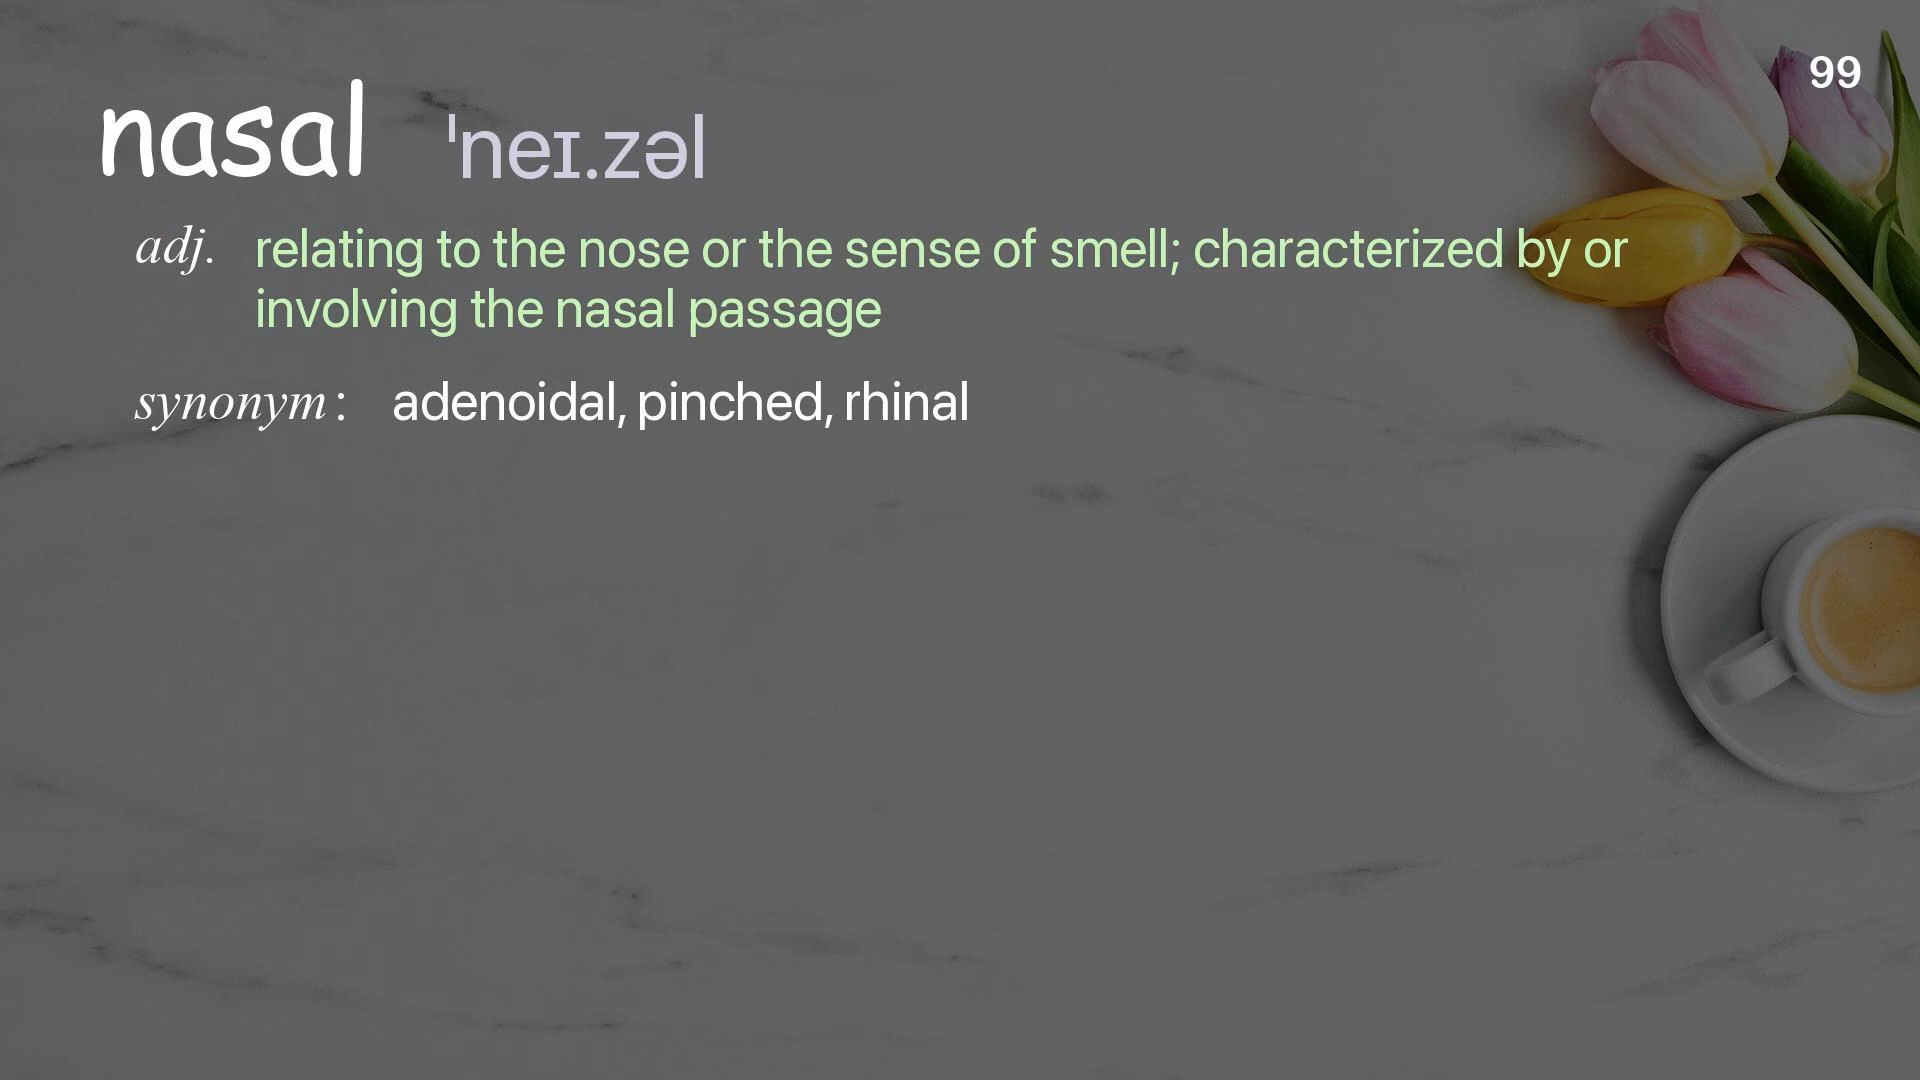 99
nasal ˈneɪ.zəl
adj. relating to the nose or the sense of smell; characterized by or
involving the nasal passage
synonym : adenoidal, pinched, rhinal